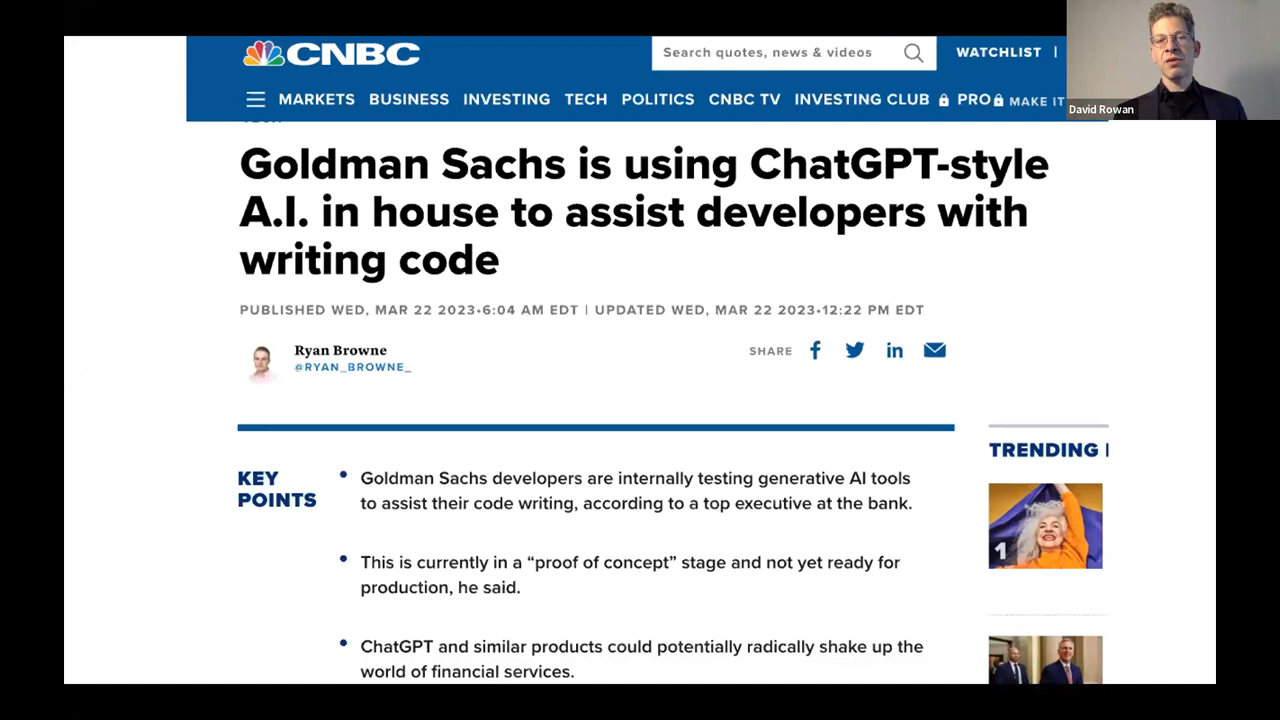 CNBC
Search quotes, news & videos
WATCHLIST |
MARKETS BUSINESS INVESTING TECH POLITICS CNBC TV INVESTING CLUB PRO MAKE IT
David Rowan
Goldman Sachs is using ChatGPT-style
A.I. in house to assist developers with
writing code
PUBLISHED WED, MAR 22 2023•6:04 AM EDT | UPDATED WED, MAR 22 2023•12:22 PM EDT
Ryan Browne
@RYAN_BROWNE_
SHARE
KEY
POINTS
• Goldman Sachs developers are internally testing generative AI tools
to assist their code writing, according to a top executive at the bank.
• This is currently in a “proof of concept” stage and not yet ready for
production, he said.
• ChatGPT and similar products could potentially radically shake up the
world of financial services.
TRENDING
1